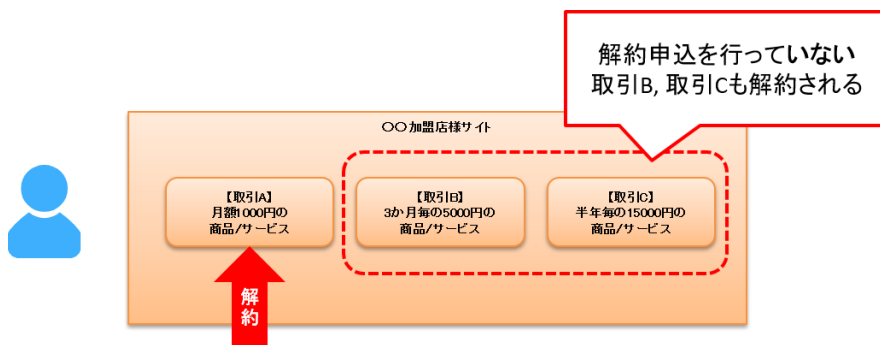 解約申込を行っていない
取引B, 取引Cも解約される
〇〇加盟店様サイト
【取引A】
月額1000円の
商品/サービス
【取引B】
3か月毎の5000円の
商品/サービス
【取引C】
半年毎の15000円の
商品/サービス
解
約